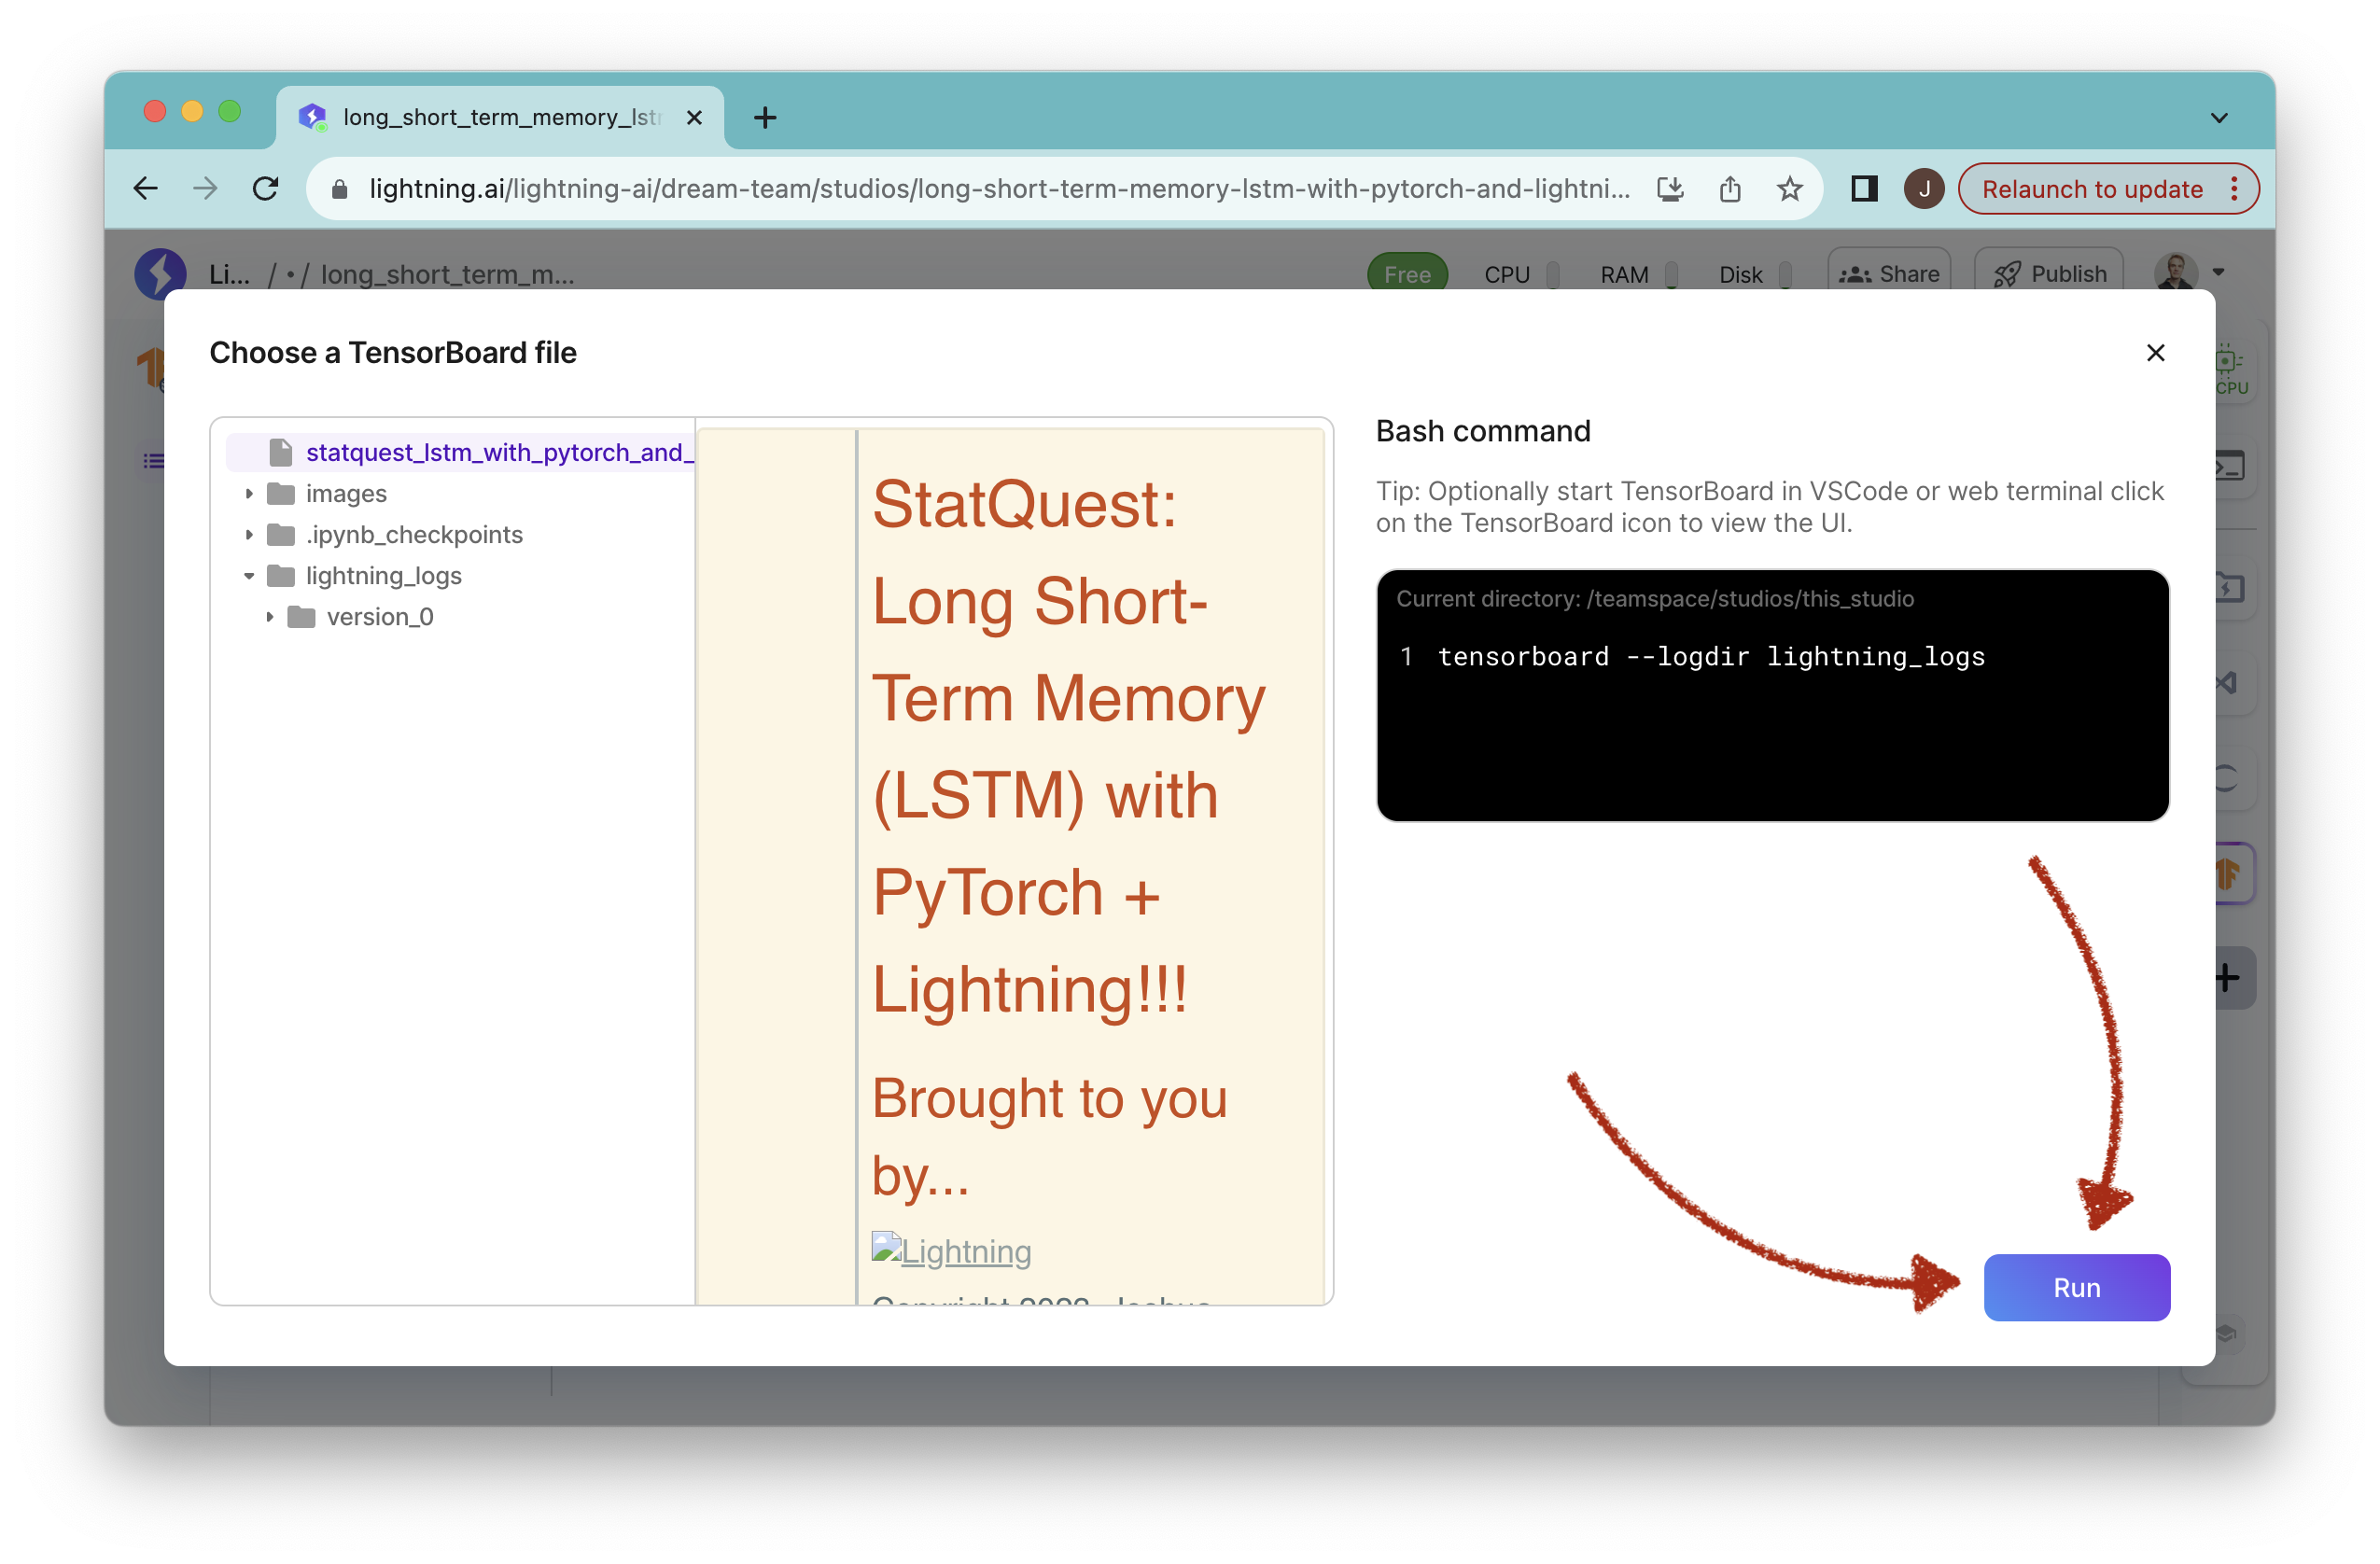 long_short_term_memory_lst
lightning.ai/lightning-ai/dream-team/studios/long-short-term-memory-lstm-with-pytorch-and-lightni...
J
Relaunch to update
Li... / • / long_short_term_m...
Free
CPU
RAM
Disk
Share
Publish
Choose a TensorBoard file
statquest_lstm_with_pytorch_and_
images
.ipynb_checkpoints
lightning_logs
version_0
StatQuest:
Long Short-
Term Memory
(LSTM) with
PyTorch +
Lightning!!!
Brought to you
by...
Lightning
Bash command
Tip: Optionally start TensorBoard in VSCode or web terminal click
on the TensorBoard icon to view the UI.
Current directory: /teamspace/studios/this_studio
1 tensorboard --logdir lightning_logs
Run
CPU